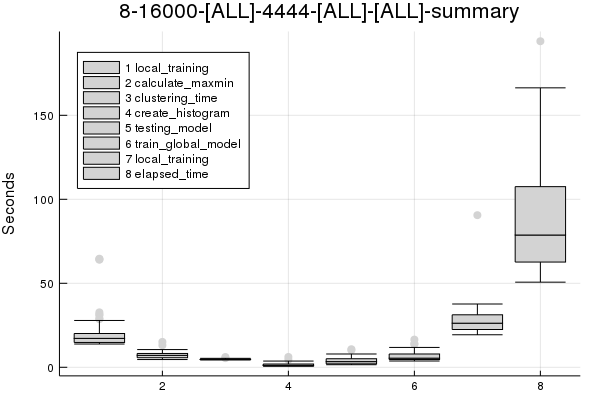 8-16000-[ALL]-4444-[ALL]-[ALL]-summary
Seconds
150
100
50
0
1 local_training
2 calculate_maxmin
3 clustering_time
4 create_histogram
5 testing_model
6 train_global_model
7 local_training
8 elapsed_time
2
4
6
8